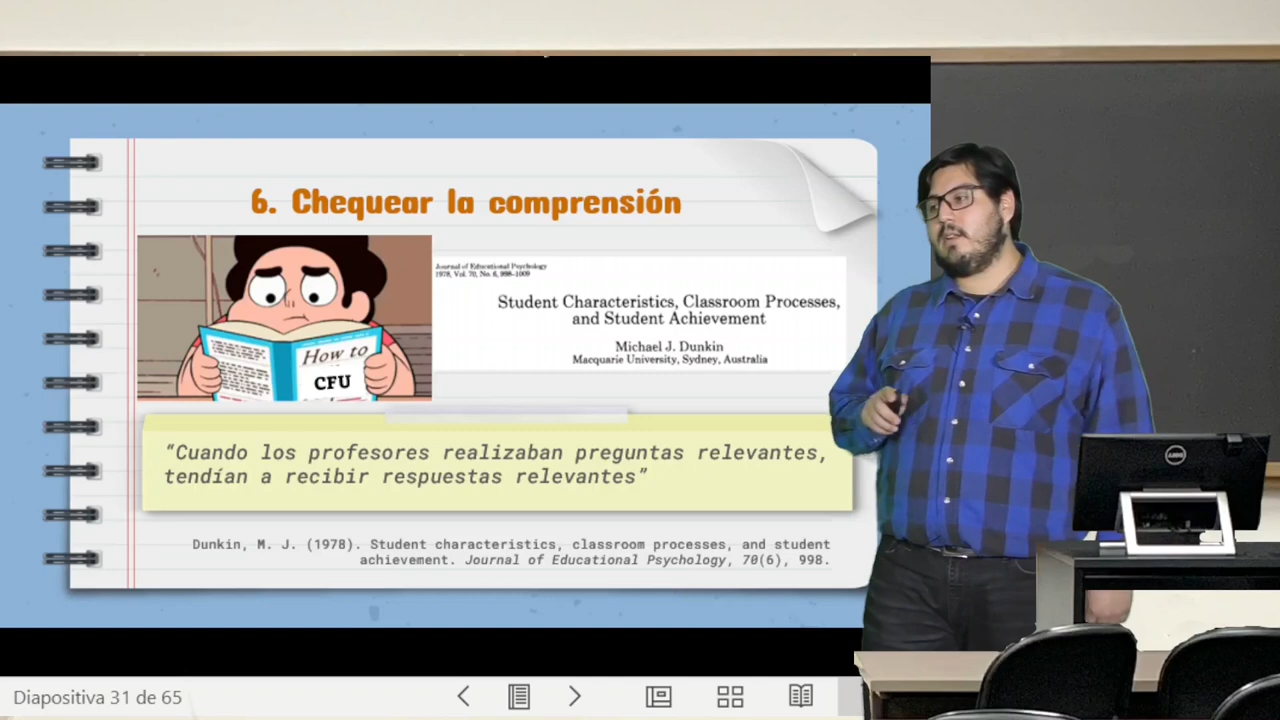 6. Chequear la comprensión
Journal of Educational Psychology
1978, Vol. 70, No. 6, 998-1009
Student Characteristics, Classroom Processes,
and Student Achievement
Michael J. Dunkin
Macquarie University, Sydney, Australia
How to
CFU
“Cuando los profesores realizaban preguntas relevantes,
tendían a recibir respuestas relevantes”
Dunkin, M. J. (1978). Student characteristics, classroom processes, and student
achievement. Journal of Educational Psychology, 70(6), 998.
DELL
Diapositiva 31 de 65